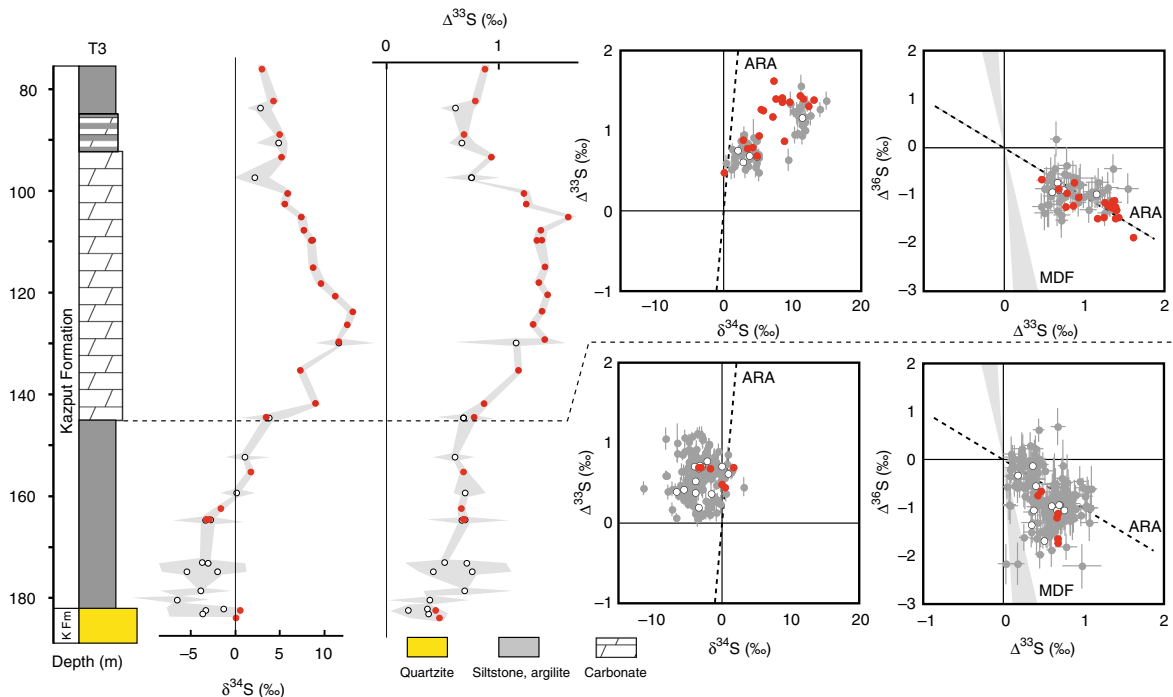 T3
Kazput Formation
K Fm
80
100
120
140
160
180
Depth (m)
−5
0
5
10
δ34S (‰)
Δ33S (‰)
0
1
Quartzite
Siltstone, argilite
Carbonate
ARA
2
1
0
−1
Δ33S (‰)
−10
0
10
20
δ34S (‰)
2
1
0
−1
−2
−3
Δ36S (‰)
ARA
MDF
−1
0
1
2
Δ33S (‰)
ARA
2
1
0
−1
Δ33S (‰)
−10
0
10
20
δ34S (‰)
2
1
0
−1
−2
−3
Δ36S (‰)
ARA
MDF
−1
0
1
2
Δ33S (‰)